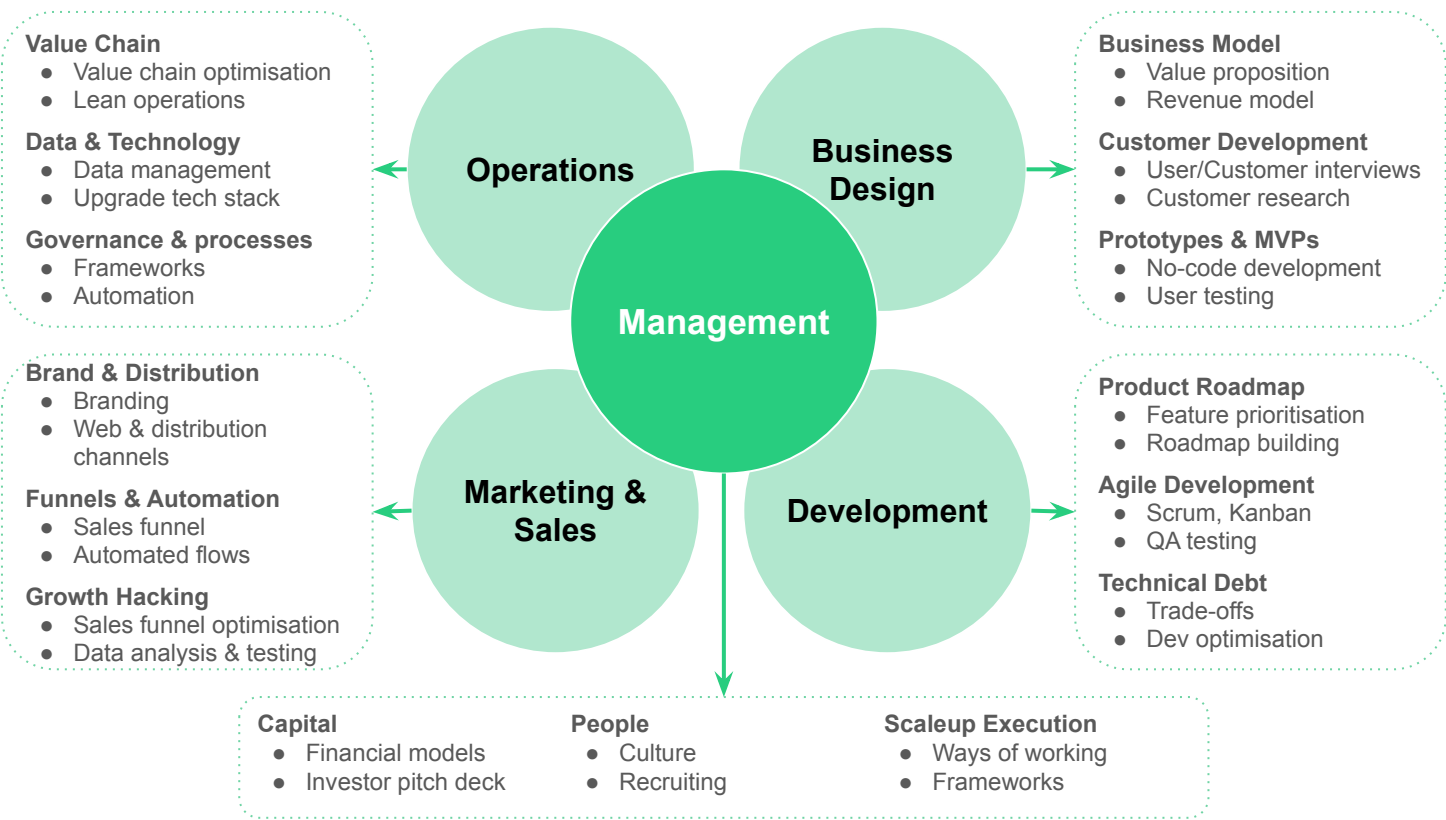 Value Chain
● Value chain optimisation
● Lean operations
Data & Technology
● Data management
● Upgrade tech stack
Governance & processes
● Frameworks
● Automation
Operations
Business
Design
Business Model
● Value proposition
● Revenue model
Customer Development
● User/Customer interviews
● Customer research
Prototypes & MVPs
● No-code development
● User testing
Management
Brand & Distribution
● Branding
● Web & distribution
channels
Funnels & Automation
● Sales funnel
● Automated flows
Growth Hacking
● Sales funnel optimisation
● Data analysis & testing
Marketing &
Sales
Development
Product Roadmap
● Feature prioritisation
● Roadmap building
Agile Development
● Scrum, Kanban
● QA testing
Technical Debt
● Trade-offs
● Dev optimisation
Capital
● Financial models
● Investor pitch deck
People
● Culture
● Recruiting
Scaleup Execution
● Ways of working
● Frameworks